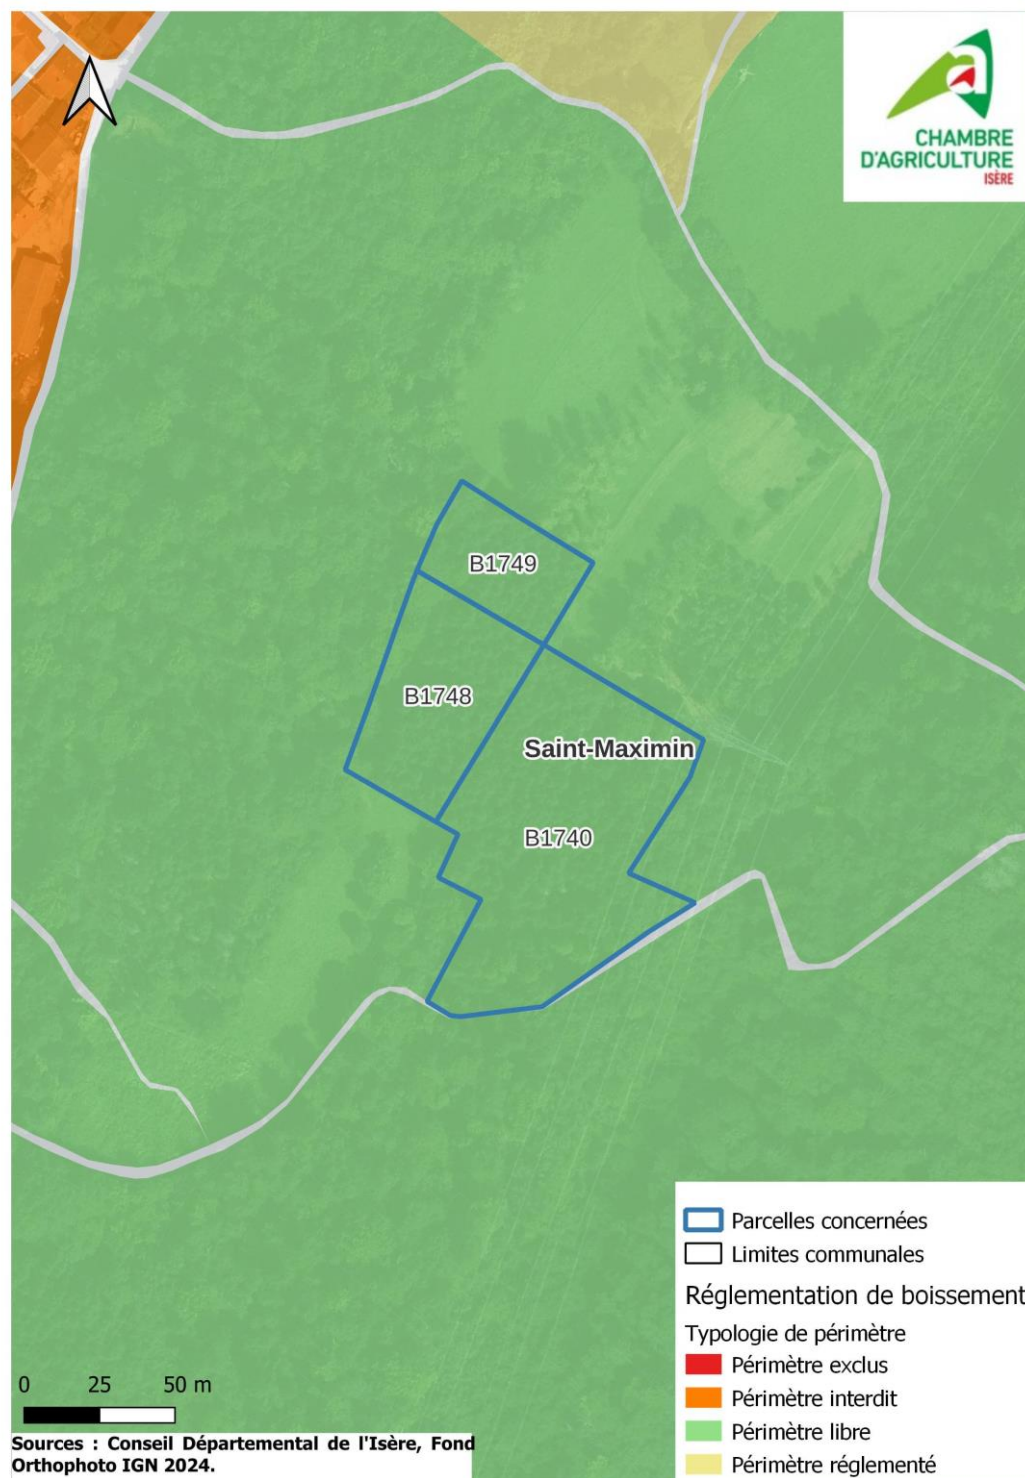 CHAMBRE
D'AGRICULTURE
ISÈRE
B1749
B1748
Saint-Maximin
B1740
Parcelles concernées
Limites communales
Réglementation de boissement
Typologie de périmètre
Périmètre exclus
Périmètre interdit
Périmètre libre
Périmètre réglementé
0 25 50 m
Sources : Conseil Départemental de l'Isère, Fond
Orthophoto IGN 2024.